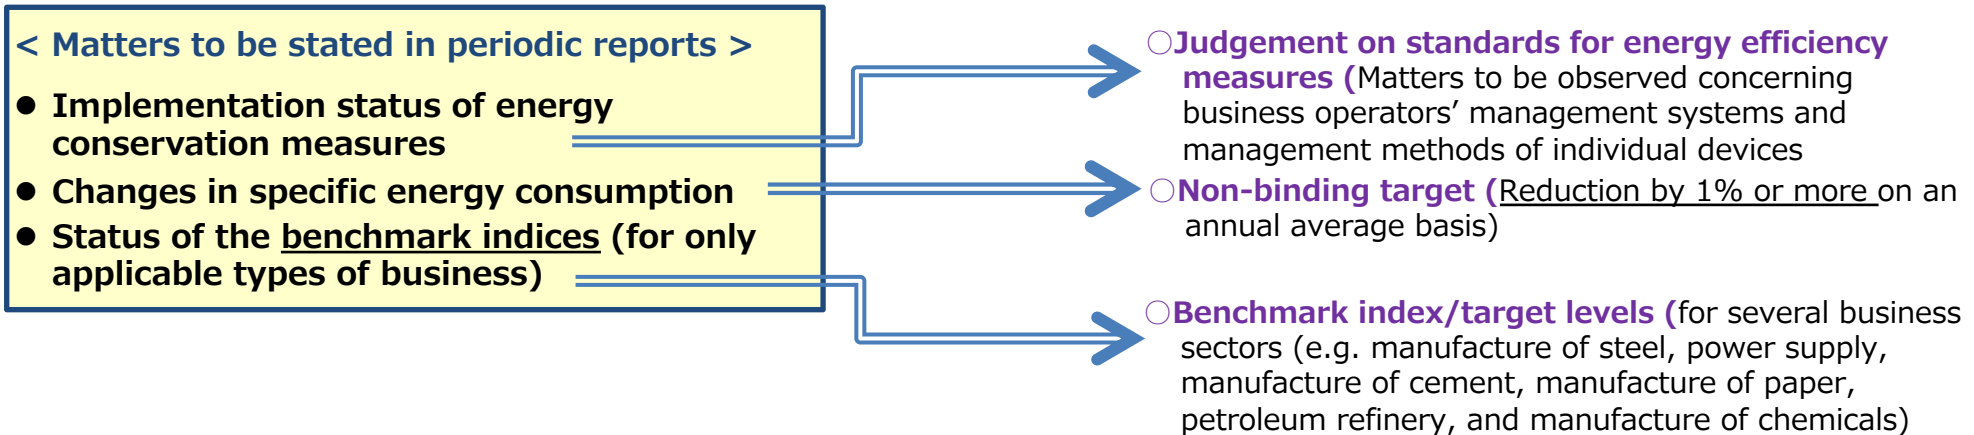 < Matters to be stated in periodic reports >
● Implementation status of energy
conservation measures
● Changes in specific energy consumption
● Status of the benchmark indices (for only
applicable types of business)
○Judgement on standards for energy efficiency
measures (Matters to be observed concerning
business operators’ management systems and
management methods of individual devices
○Non-binding target (Reduction by 1% or more on an
annual average basis)
○Benchmark index/target levels (for several business
sectors (e.g. manufacture of steel, power supply,
manufacture of cement, manufacture of paper,
petroleum refinery, and manufacture of chemicals)